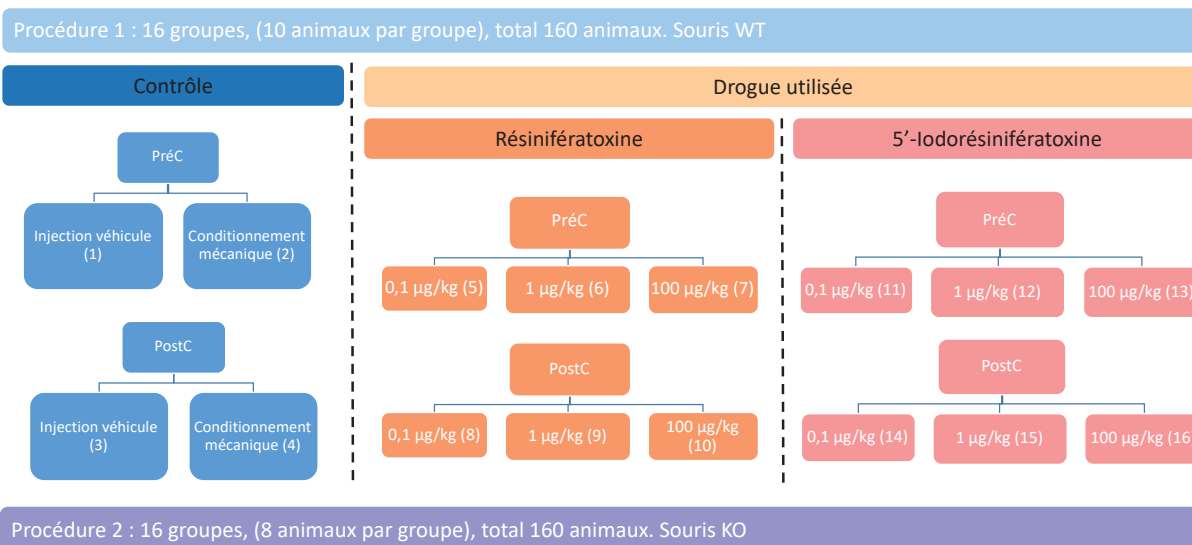 Procédure 1 : 16 groupes, (10 animaux par groupe), total 160 animaux. Souris WT
Contrôle
Drogue utilisée
Résinifératoxine
5’-Iodorésinifératoxine
PréC
Injection véhicule
(1)
Conditionnement
mécanique (2)
PostC
Injection véhicule
(3)
Conditionnement
mécanique (4)
PréC
0,1 µg/kg (5)
1 µg/kg (6)
100 µg/kg (7)
PostC
0,1 µg/kg (8)
1 µg/kg (9)
100 µg/kg
(10)
PréC
0,1 µg/kg (11)
1 µg/kg (12)
100 µg/kg (13)
PostC
0,1 µg/kg (14)
1 µg/kg (15)
100 µg/kg (16)
Procédure 2 : 16 groupes, (8 animaux par groupe), total 160 animaux. Souris KO